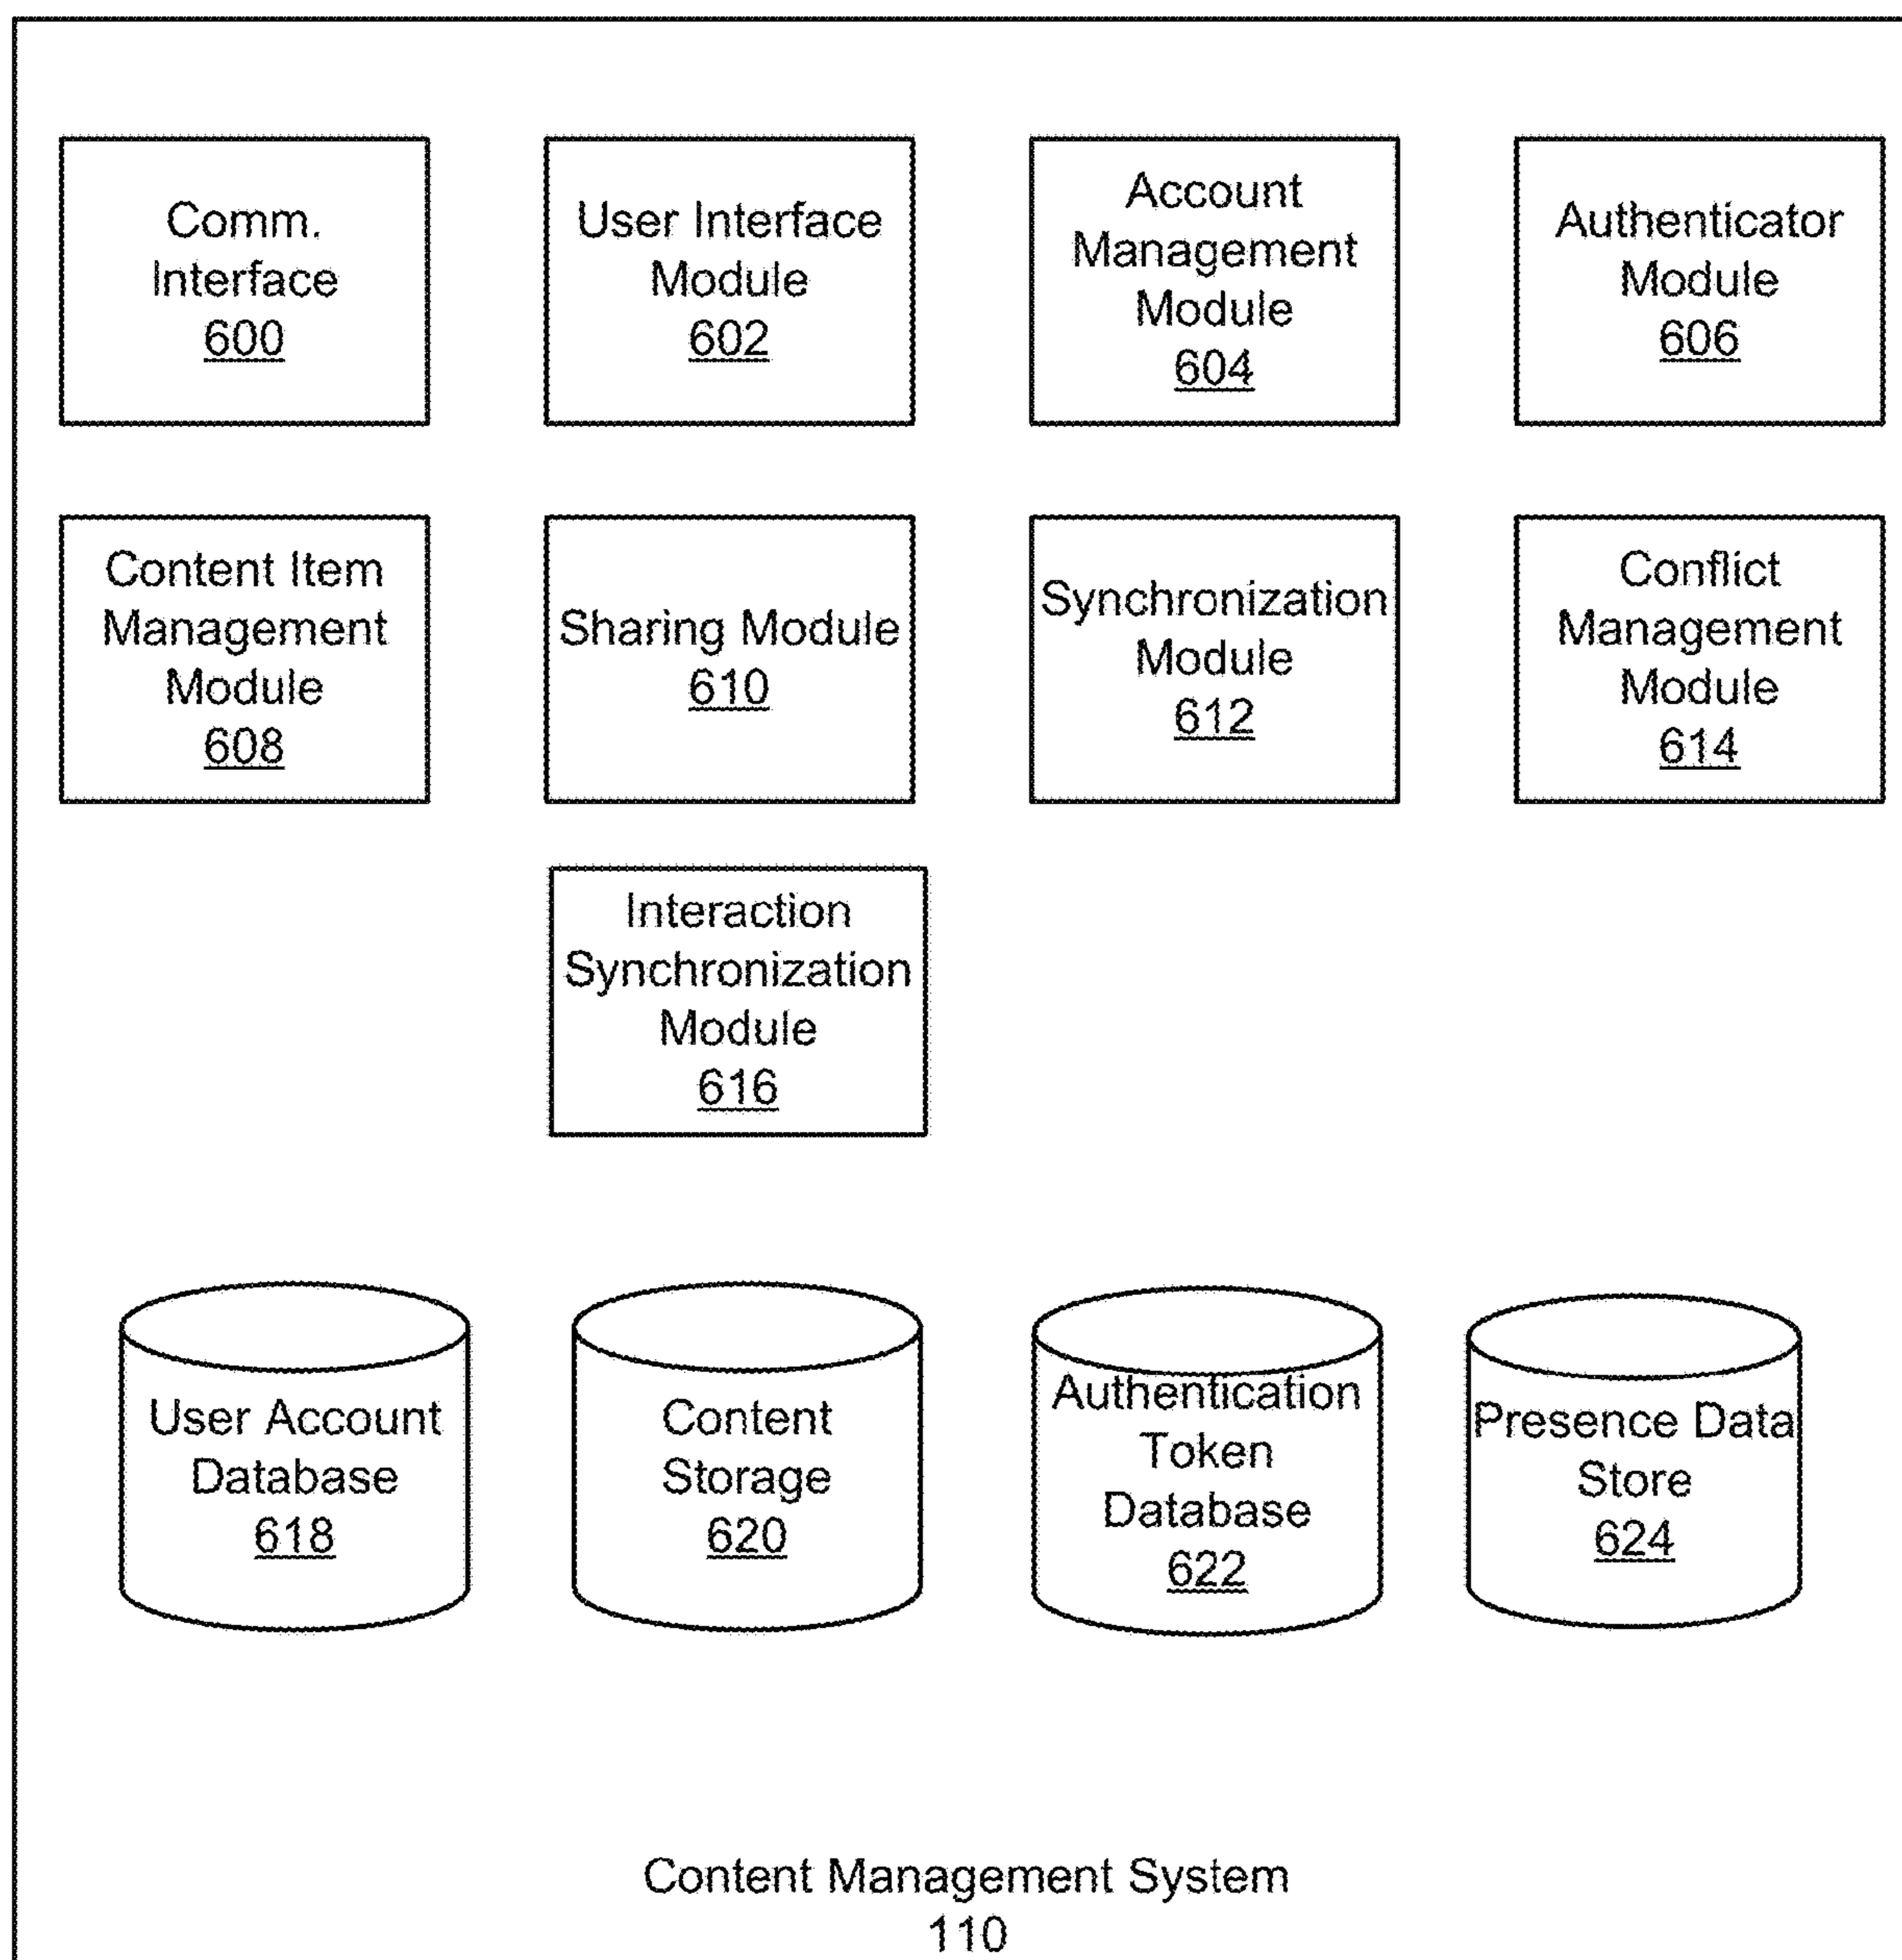 Comm.
Interface
600
User Interface
Module
602
Account
Management
Module
604
Authenticator
Module
606
Content Item
Management
Module
608
Sharing Module
610
Synchronization
Module
612
Conflict
Management
Module
614
Interaction
Synchronization
Module
616
User Account
Database
618
Content
Storage
620
Authentication
Token
Database
622
Presence Data
Store
624
Content Management System
110